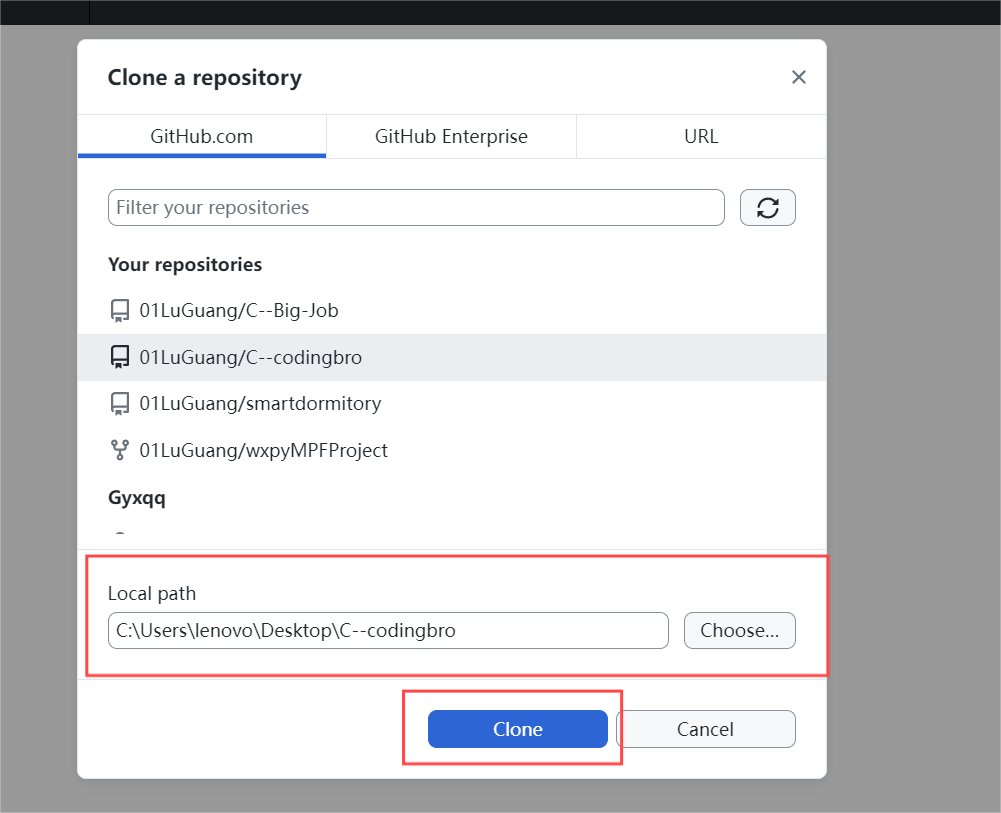 Clone a repository
GitHub.com
GitHub Enterprise
URL
Filter your repositories
Your repositories
01LuGuang/C--Big-Job
01LuGuang/C--codingbro
01LuGuang/smartdormitory
01LuGuang/wxpyMPFProject
Gyxqq
Local path
C:\Users\lenovo\Desktop\C--codingbro
Choose...
Clone
Cancel